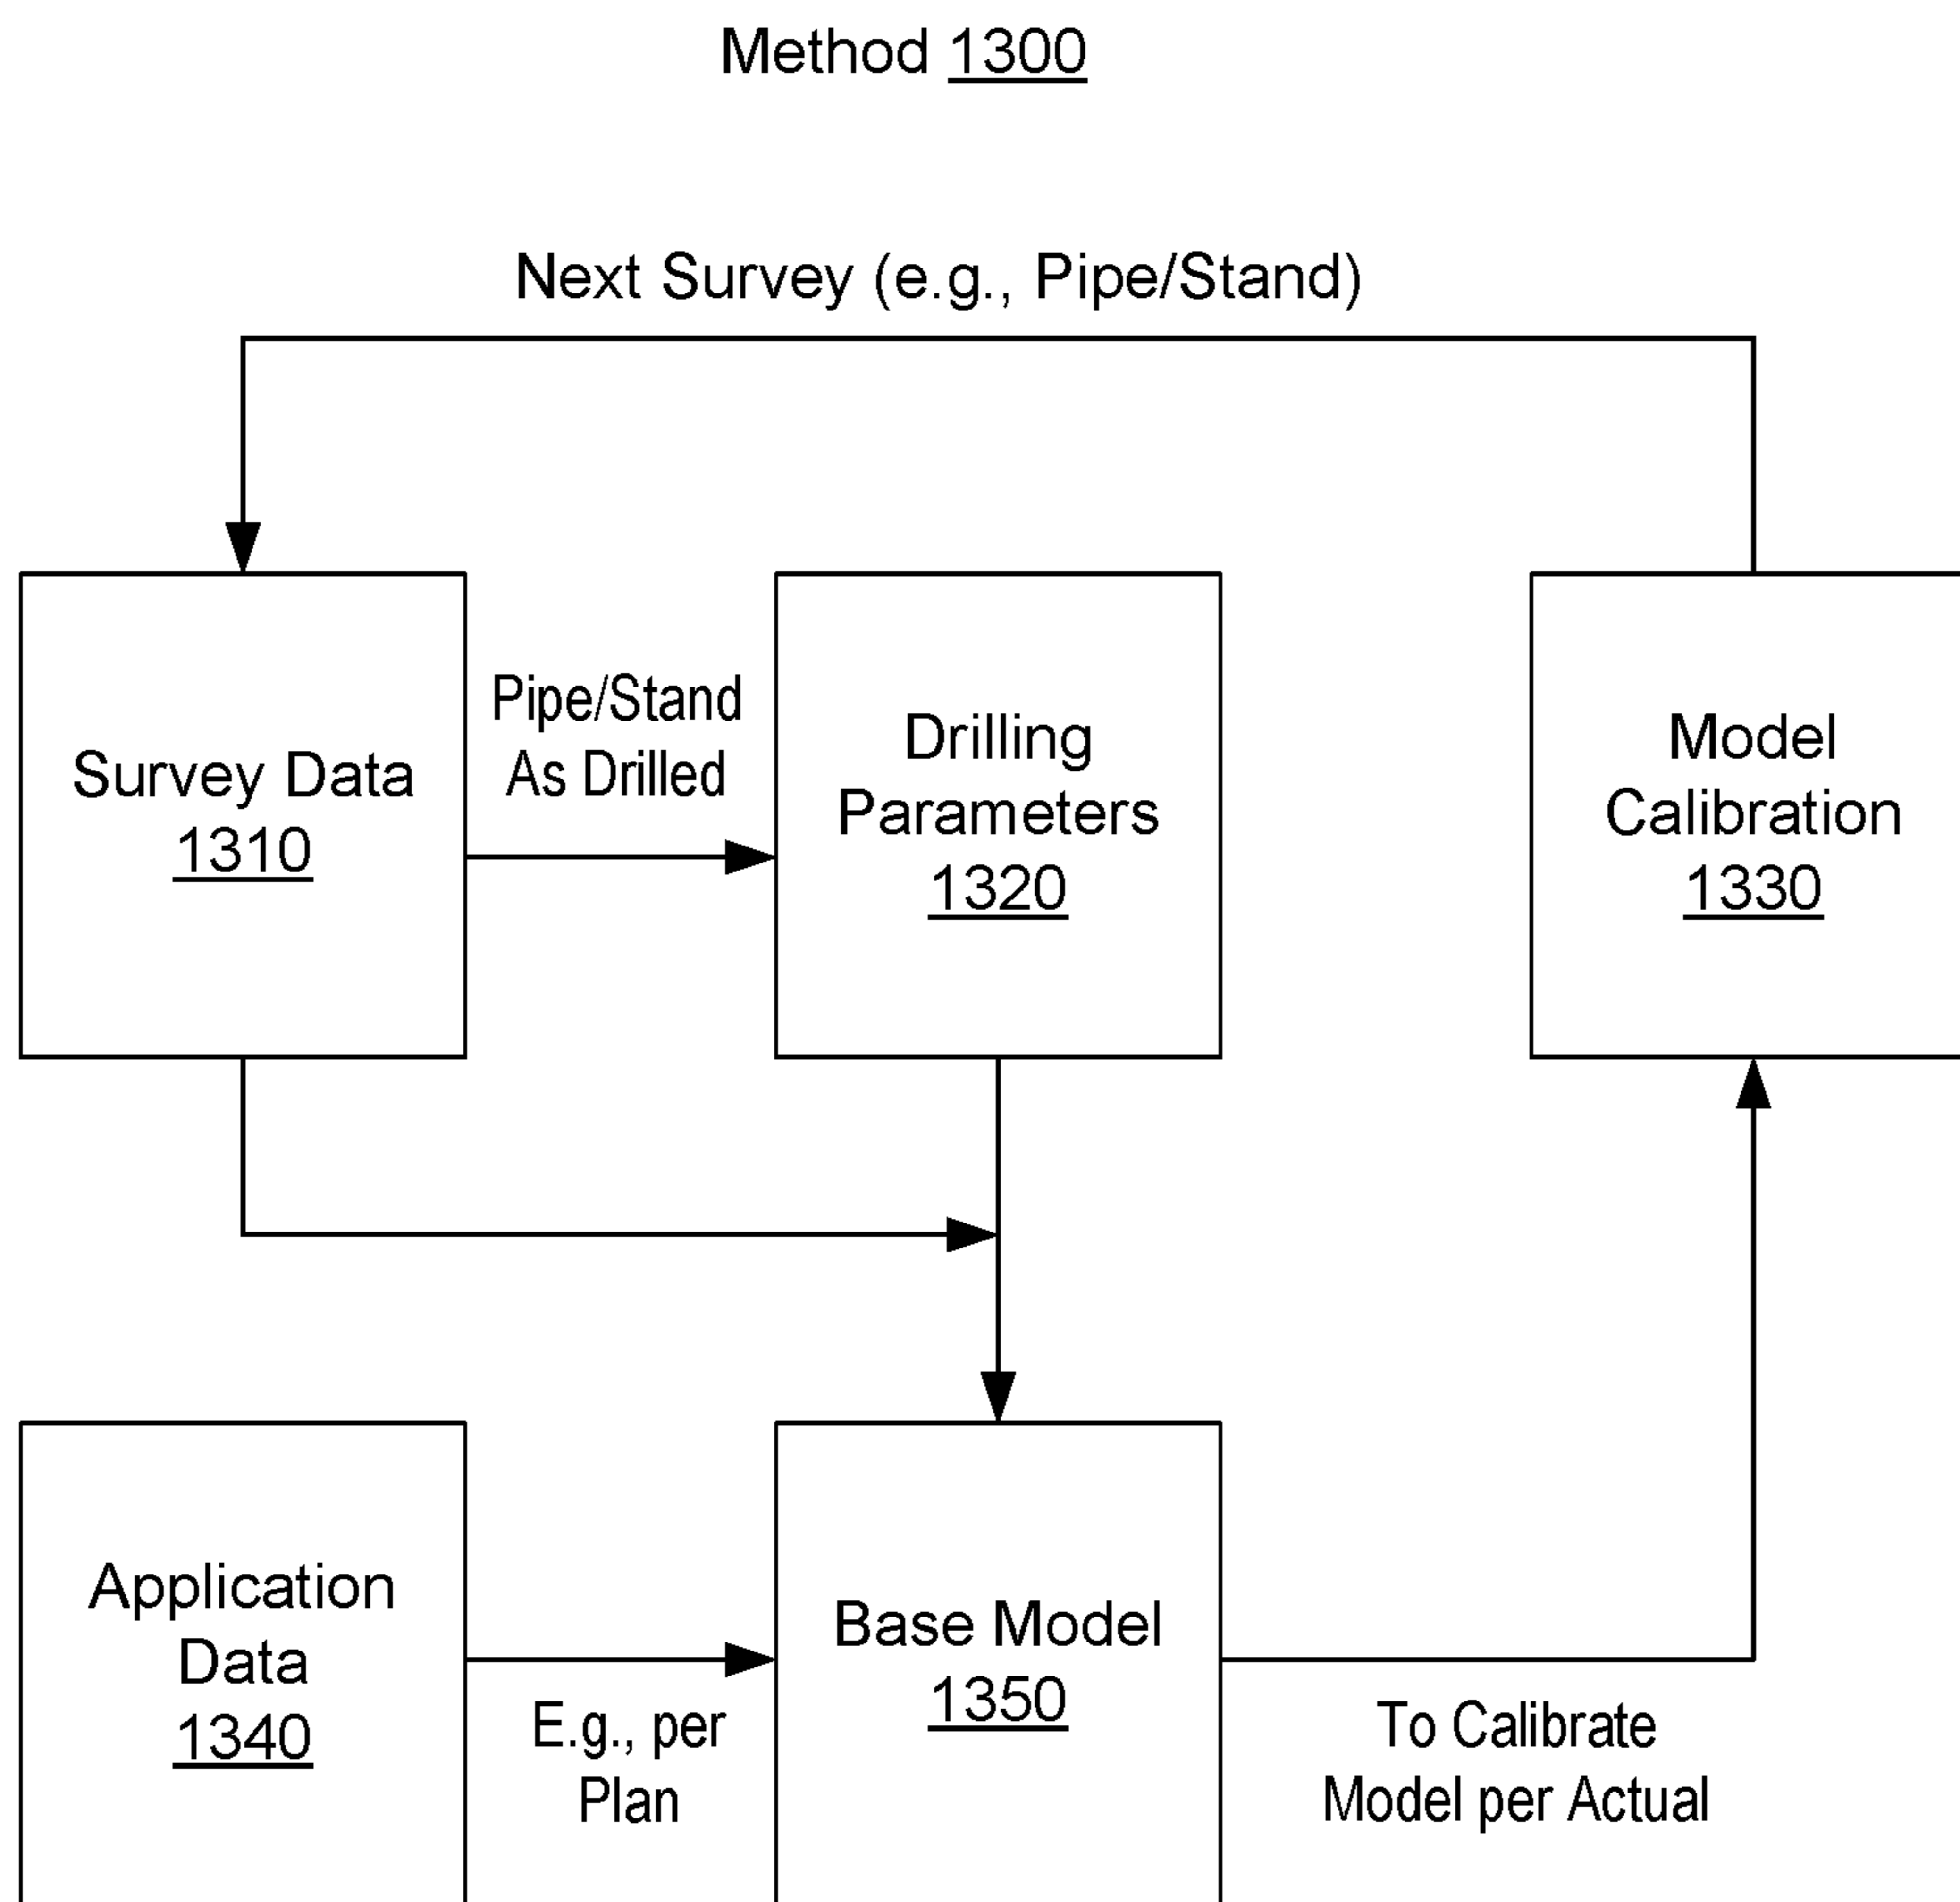 Method 1300
Next Survey (e.g., Pipe/Stand)
Survey Data
1310
Pipe/Stand
As Drilled
Drilling
Parameters
1320
Model
Calibration
1330
Application
Data
1340
E.g., per
Plan
Base Model
1350
To Calibrate
Model per Actual